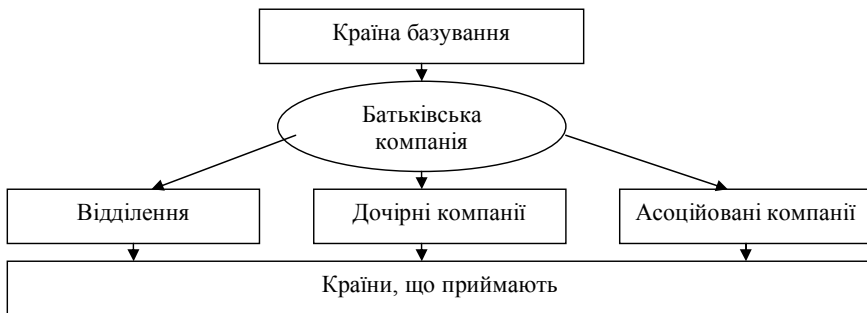 Країна базування
Батьківська
компанія
Відділення
Дочірні компанії
Асоційовані компанії
Країни, що приймають